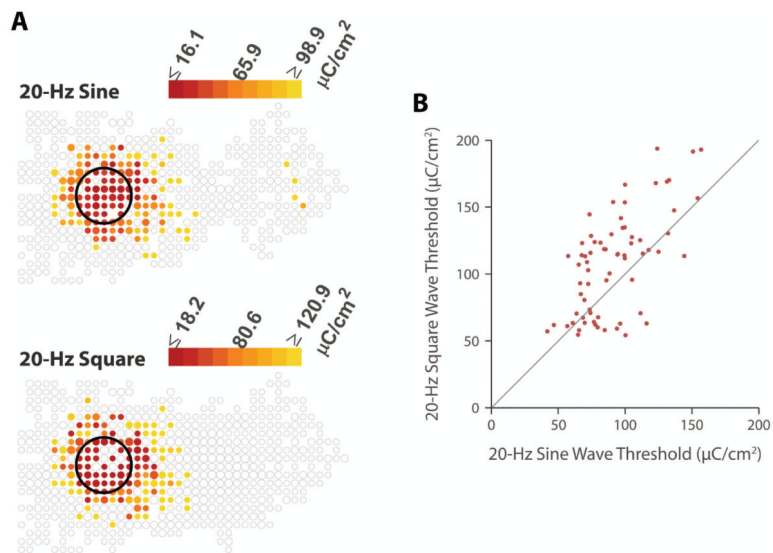 A
≤ 16.1
65.9
≥ 98.9
µC/cm²
20-Hz Sine
≤ 18.2
80.6
≥ 120.9
µC/cm²
20-Hz Square
B
20-Hz Square Wave Threshold (µC/cm²)
200
150
100
50
0
0 50 100 150 200
20-Hz Sine Wave Threshold (µC/cm²)